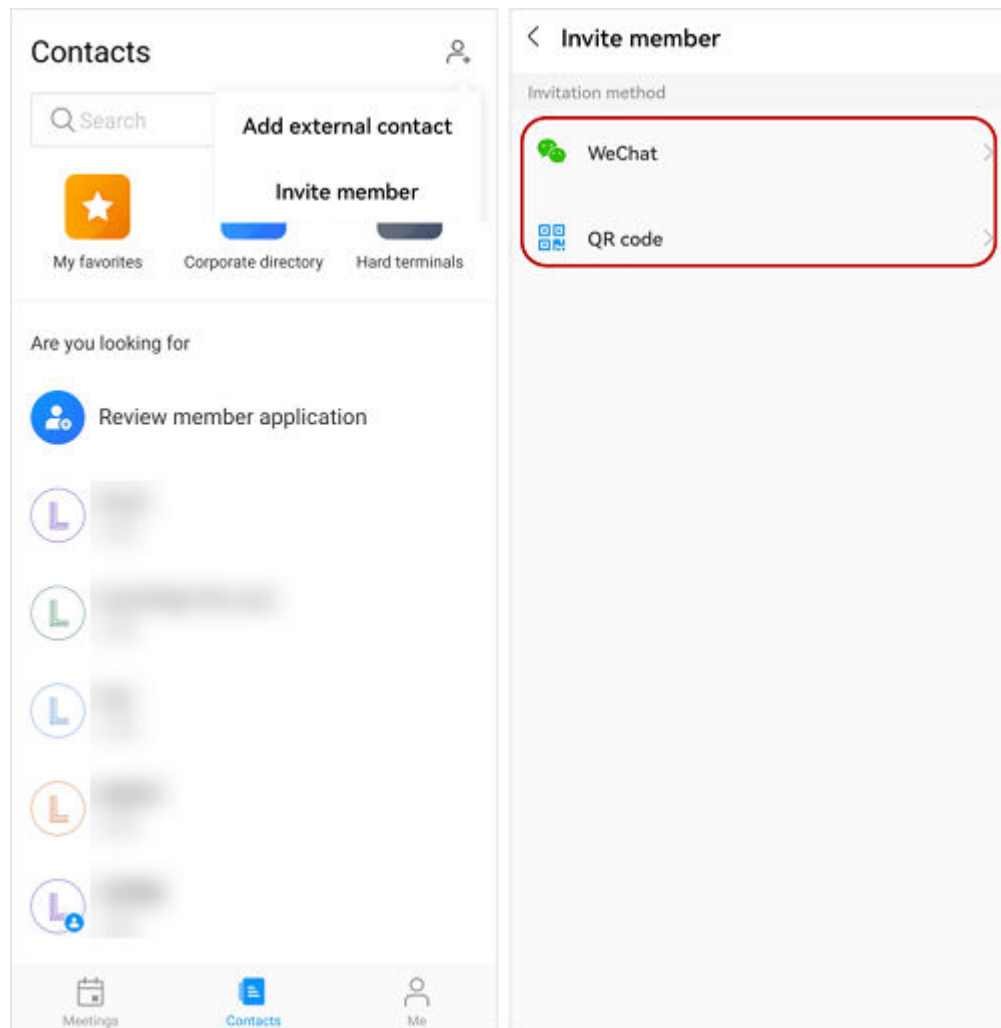 Contacts
Search
Add external contact
Invite member
My favorites
Corporate directory
Hard terminals
Are you looking for
Review member application
L
L
L
L
L
Meetings
Contacts
Me
Invite member
Invitation method
WeChat
QR code